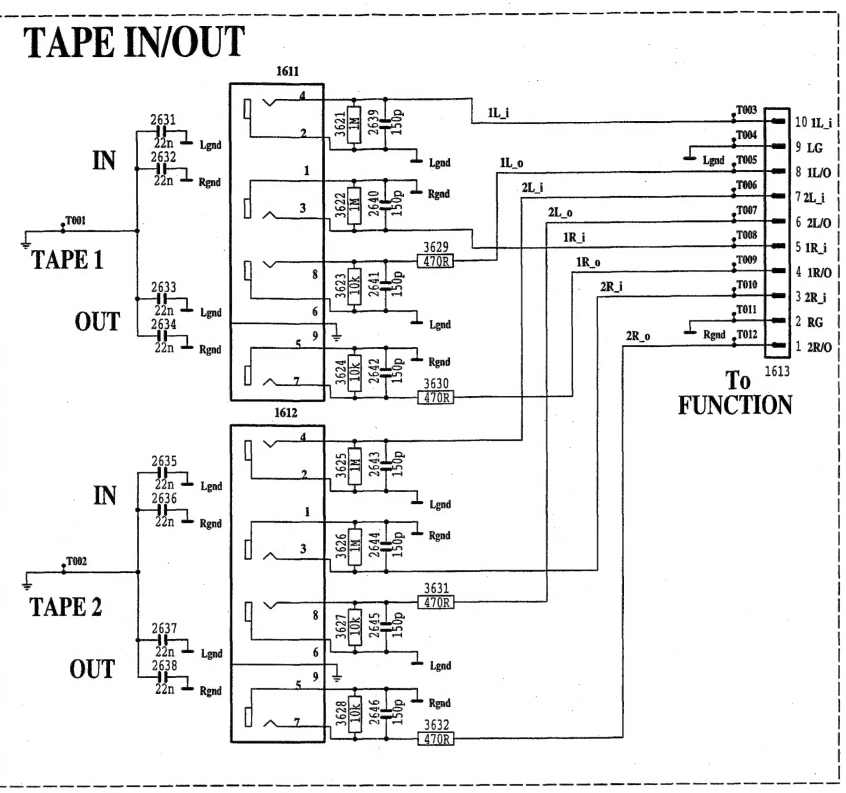 TAPE IN/OUT
1611
4
2
1
3
8
6
9
5
7
2631
22n
Lgnd
2632
22n
Rgnd
IN
T001
TAPE 1
2633
22n
Lgnd
OUT
2634
22n
Rgnd
3621
1M
2639
150p
Lgnd
3622
1M
2640
150p
Rgnd
3629
470R
3623
10k
2641
150p
Lgnd
3624
10k
2642
150p
Rgnd
3630
470R
1L_i
1L_o
2L_i
2L_o
1R_i
1R_o
2R_i
2R_o
T003
10 1L_i
T004
Lgnd
9 LG
T005
8 1L/O
T006
7 2L_i
T007
6 2L/O
T008
5 1R_i
T009
4 1R/O
T010
3 2R_i
T011
Rgnd
2 RG
T012
1 2R/O
1613
To
FUNCTION
1612
4
2
1
3
8
6
9
5
7
2635
22n
Lgnd
2636
22n
Rgnd
IN
T002
TAPE 2
2637
22n
Lgnd
OUT
2638
22n
Rgnd
3625
1M
2643
150p
Lgnd
3626
1M
2644
150p
Rgnd
3631
470R
3627
10k
2645
150p
Lgnd
3628
10k
2646
150p
Rgnd
3632
470R